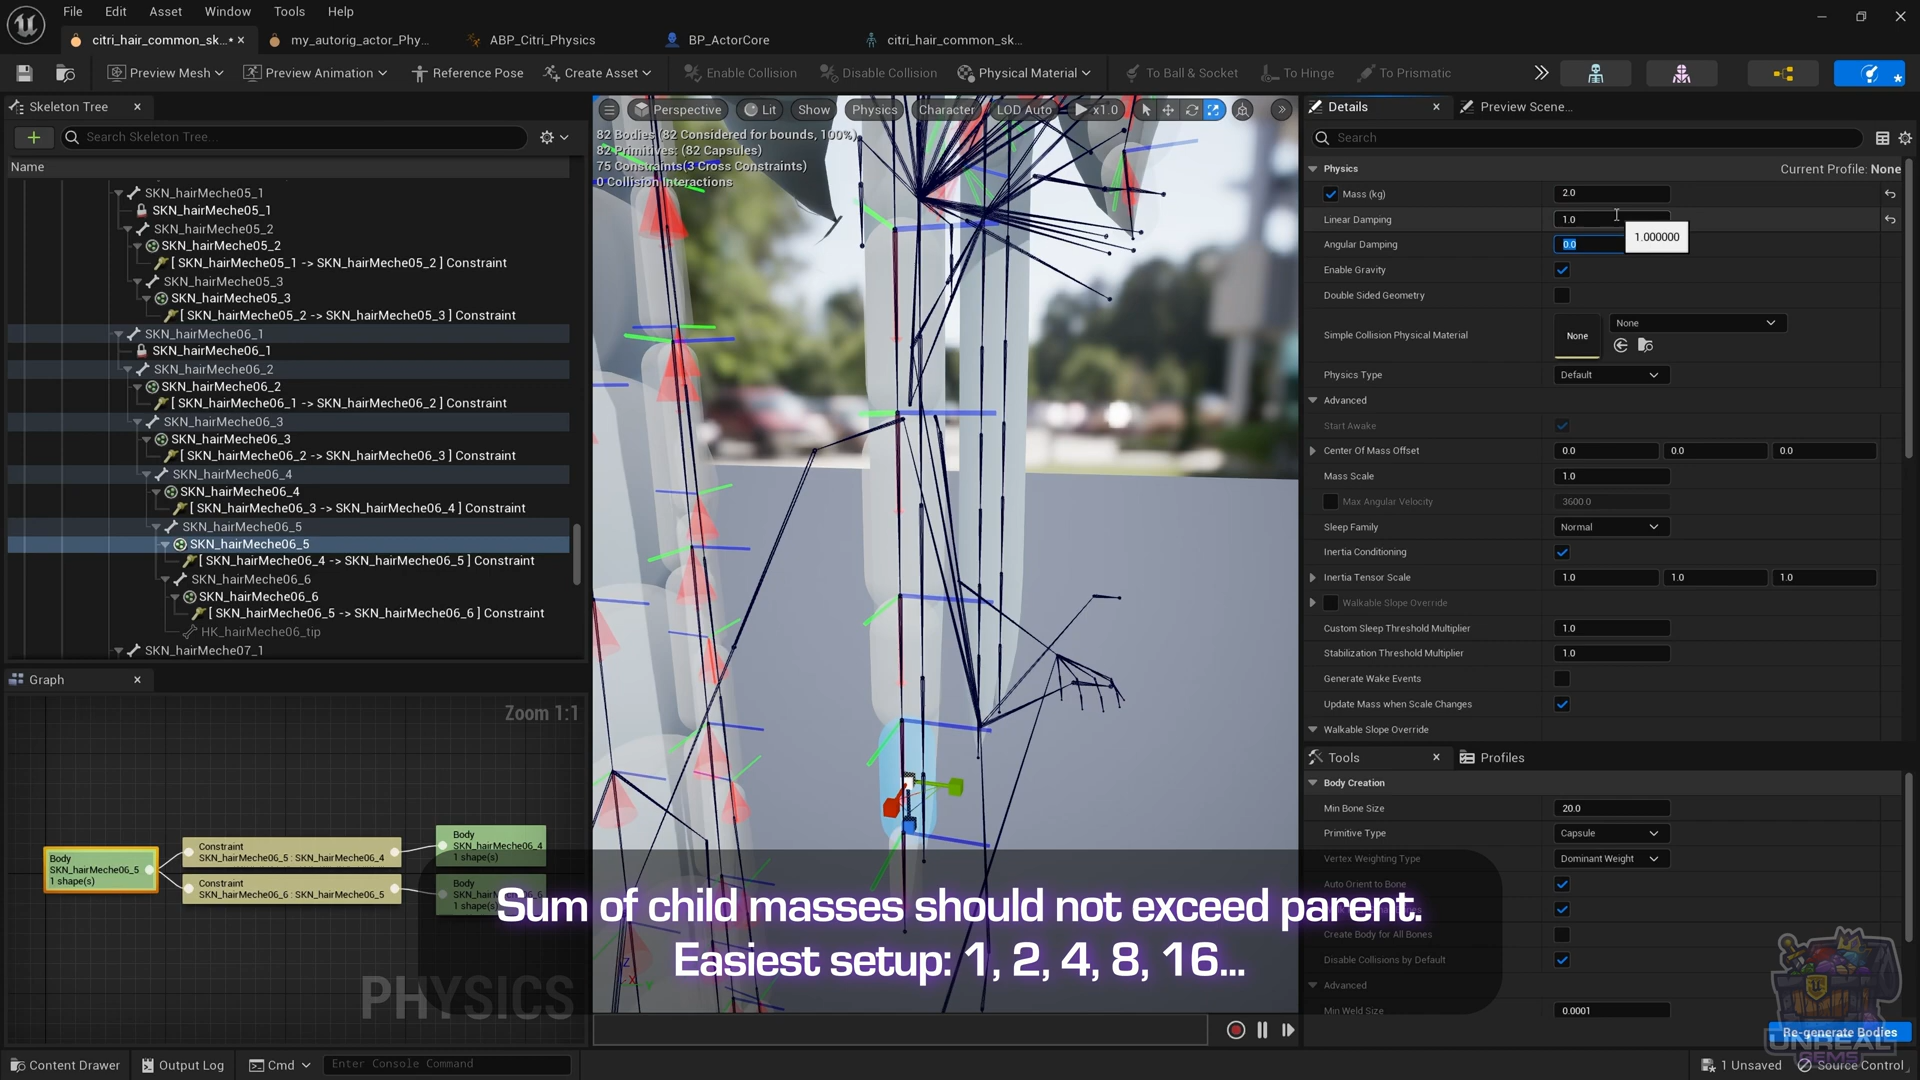 File Edit Asset Window Tools Help
citri_hair_common_sk...• my_autorig_actor_Phy... ABP_Citri_Physics BP_ActorCore citri_hair_common_sk...
Preview Mesh Preview Animation Reference Pose Create Asset Enable Collision Disable Collision Physical Material To Ball & Socket To Hinge To Prismatic
Skeleton Tree
Search Skeleton Tree...
Name
SKN_hairMeche05_1
SKN_hairMeche05_1
SKN_hairMeche05_2
SKN_hairMeche05_2
[ SKN_hairMeche05_1 -> SKN_hairMeche05_2 ] Constraint
SKN_hairMeche05_3
SKN_hairMeche05_3
[ SKN_hairMeche05_2 -> SKN_hairMeche05_3 ] Constraint
SKN_hairMeche06_1
SKN_hairMeche06_1
SKN_hairMeche06_2
SKN_hairMeche06_2
[ SKN_hairMeche06_1 -> SKN_hairMeche06_2 ] Constraint
SKN_hairMeche06_3
SKN_hairMeche06_3
[ SKN_hairMeche06_2 -> SKN_hairMeche06_3 ] Constraint
SKN_hairMeche06_4
SKN_hairMeche06_4
[ SKN_hairMeche06_3 -> SKN_hairMeche06_4 ] Constraint
SKN_hairMeche06_5
SKN_hairMeche06_5
[ SKN_hairMeche06_4 -> SKN_hairMeche06_5 ] Constraint
SKN_hairMeche06_6
SKN_hairMeche06_6
[ SKN_hairMeche06_5 -> SKN_hairMeche06_6 ] Constraint
HK_hairMeche06_tip
SKN_hairMeche07_1
Graph
Zoom 1:1
Body
SKN_hairMeche06_5
1 shape(s)
Constraint
SKN_hairMeche06_5 : SKN_hairMeche06_4
Constraint
SKN_hairMeche06_6 : SKN_hairMeche06_5
Body
SKN_hairMeche06_4
1 shape(s)
Body
1 shape(s)
PHYSICS
Perspective Lit Show Physics Character LOD Auto x1.0
82 Bodies (82 Considered for bounds, 100%)
82 Primitives: (82 Capsules)
75 Constraints(3 Cross Constraints)
0 Collision Interactions
Z
X
Y
Sum of child masses should not exceed parent.
Easiest setup: 1, 2, 4, 8, 16...
Details Preview Scene...
Search
Physics Current Profile: None
Mass (kg) 2.0
Linear Damping 1.0
1.000000
Angular Damping 0.0
Enable Gravity
Double Sided Geometry
Simple Collision Physical Material None None
Physics Type Default
Advanced
Start Awake
Center Of Mass Offset 0.0 0.0 0.0
Mass Scale 1.0
Max Angular Velocity 3600.0
Sleep Family Normal
Inertia Conditioning
Inertia Tensor Scale 1.0 1.0 1.0
Walkable Slope Override
Custom Sleep Threshold Multiplier 1.0
Stabilization Threshold Multiplier 1.0
Generate Wake Events
Update Mass when Scale Changes
Walkable Slope Override
Tools Profiles
Body Creation
Min Bone Size 20.0
Primitive Type Capsule
Vertex Weighting Type Dominant Weight
Auto Orient to Bone
Create Body for All Bones
Disable Collisions by Default
Advanced
Min Weld Size 0.0001
Re-generate Bodies
UNREAL
GEMS
Content Drawer Output Log Cmd Enter Console Command 1 Unsaved Source Control